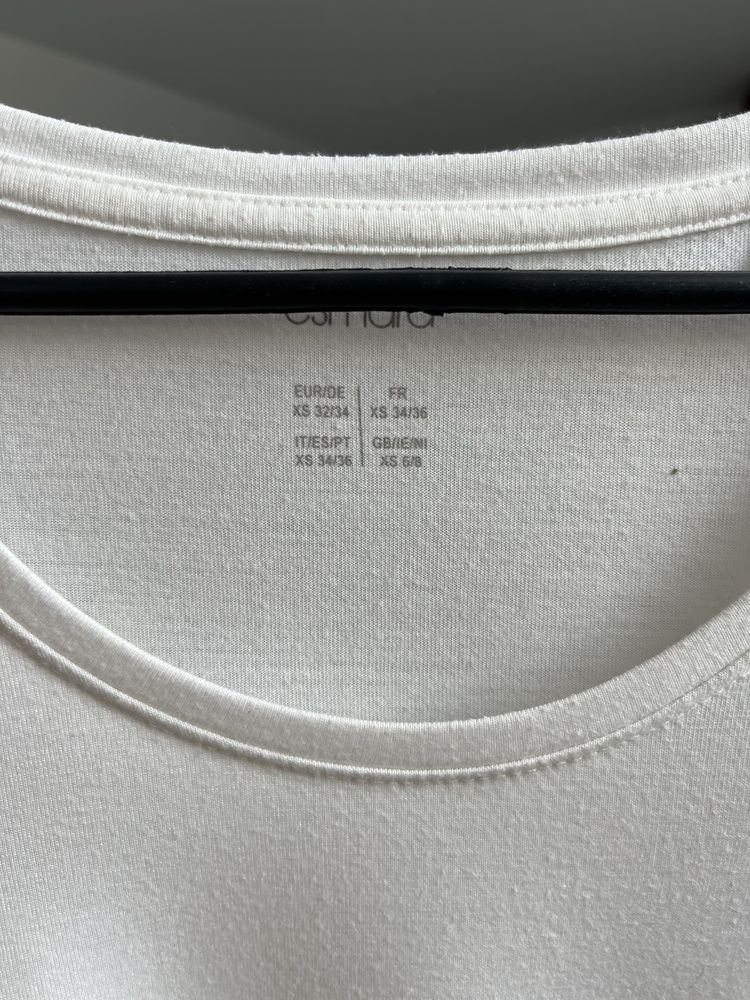 esmara
EUR/DE
XS 32/34
FR
XS 34/36
IT/ES/PT
XS 34/36
GB/IE/NI
XS 6/8